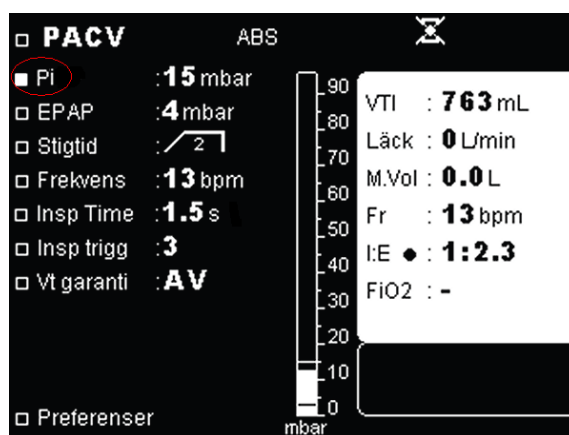 PACV ABS
Pi :15 mbar
EPAP :4 mbar
Stigtid : 2
Frekvens :13 bpm
Insp Time :1.5 s
Insp trigg :3
Vt garanti :AV
Preferenser
90
80
70
60
50
40
30
20
10
0
mbar
VTI : 763 mL
Läck : 0 L/min
M.Vol : 0.0 L
Fr : 13 bpm
I:E ● : 1:2.3
FiO2 : -